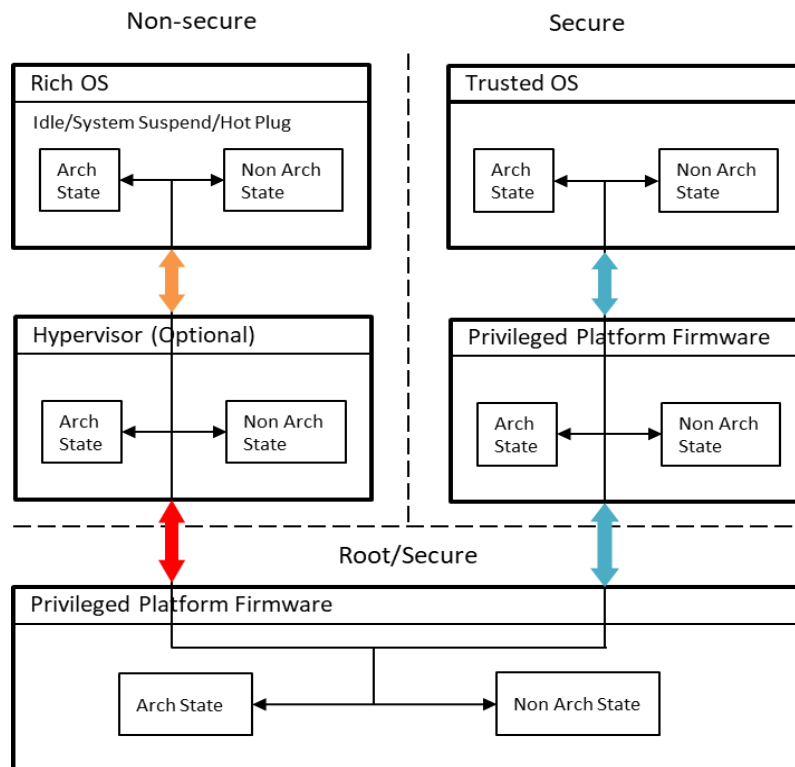 Non-secure
Secure
Rich OS
Idle/System Suspend/Hot Plug
Arch
State
Non Arch
State
Trusted OS
Arch
State
Non Arch
State
Hypervisor (Optional)
Arch
State
Non Arch
State
Privileged Platform Firmware
Arch
State
Non Arch
State
Root/Secure
Privileged Platform Firmware
Arch State
Non Arch State